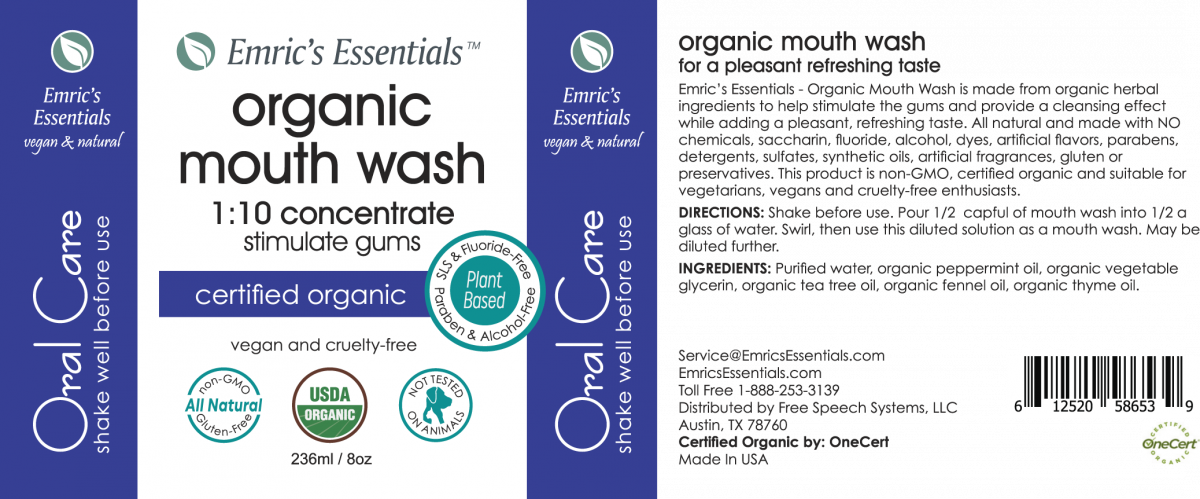 Emric's
Essentials
vegan & natural
Oral Care
shake well before use
Emric's Essentials™
organic
mouth wash
1:10 concentrate
stimulate gums
certified organic
SLS & Fluoride-Free
Plant
Based
Paraben & Alcohol-Free
vegan and cruelty-free
non-GMO
All Natural
Gluten-Free
USDA
ORGANIC
NOT TESTED
ON ANIMALS
236ml / 8oz
Emric's
Essentials
vegan & natural
Oral Care
shake well before use
organic mouth wash
for a pleasant refreshing taste
Emric's Essentials - Organic Mouth Wash is made from organic herbal
ingredients to help stimulate the gums and provide a cleansing effect
while adding a pleasant, refreshing taste. All natural and made with NO
chemicals, saccharin, fluoride, alcohol, dyes, artificial flavors, parabens,
detergents, sulfates, synthetic oils, artificial fragrances, gluten or
preservatives. This product is non-GMO, certified organic and suitable for
vegetarians, vegans and cruelty-free enthusiasts.
DIRECTIONS: Shake before use. Pour 1/2 capful of mouth wash into 1/2 a
glass of water. Swirl, then use this diluted solution as a mouth wash. May be
diluted further.
INGREDIENTS: Purified water, organic peppermint oil, organic vegetable
glycerin, organic tea tree oil, organic fennel oil, organic thyme oil.
Service@EmricsEssentials.com
EmricsEssentials.com
Toll Free 1-888-253-3139
Distributed by Free Speech Systems, LLC
Austin, TX 78760
Certified Organic by: OneCert
Made In USA
6 12520 58653 9
CERTIFIED
OneCert
ORGANIC